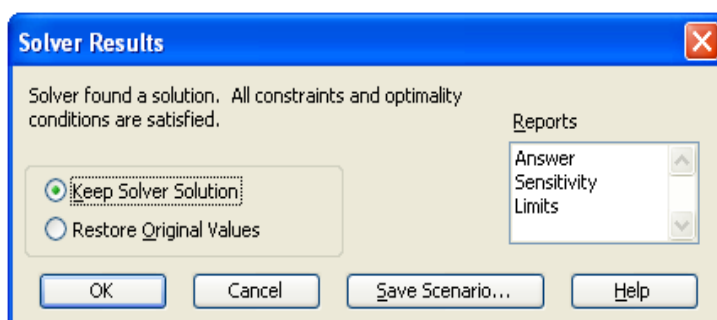 Solver Results
Solver found a solution. All constraints and optimality
conditions are satisfied.
Reports
Answer
Sensitivity
Limits
Keep Solver Solution
Restore Original Values
OK
Cancel
Save Scenario...
Help